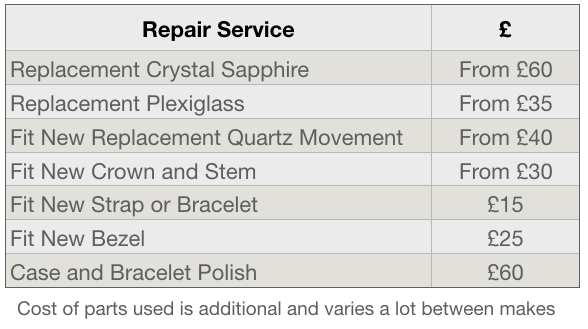 Repair Service £
Replacement Crystal Sapphire From £60
Replacement Plexiglass From £35
Fit New Replacement Quartz Movement From £40
Fit New Crown and Stem From £30
Fit New Strap or Bracelet £15
Fit New Bezel £25
Case and Bracelet Polish £60
Cost of parts used is additional and varies a lot between makes